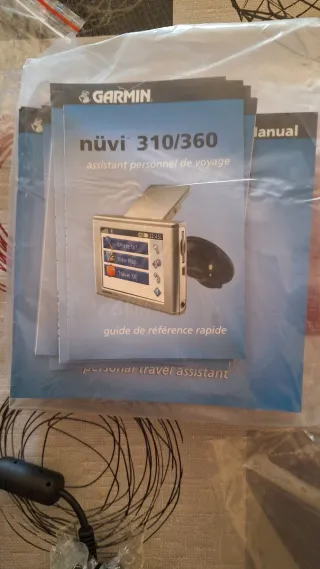 GARMIN
nüvi 310/360
Manual
assistant personnel de voyage
Where to?
View Map
Travel Kit
guide de référence rapide
personal travel assistant